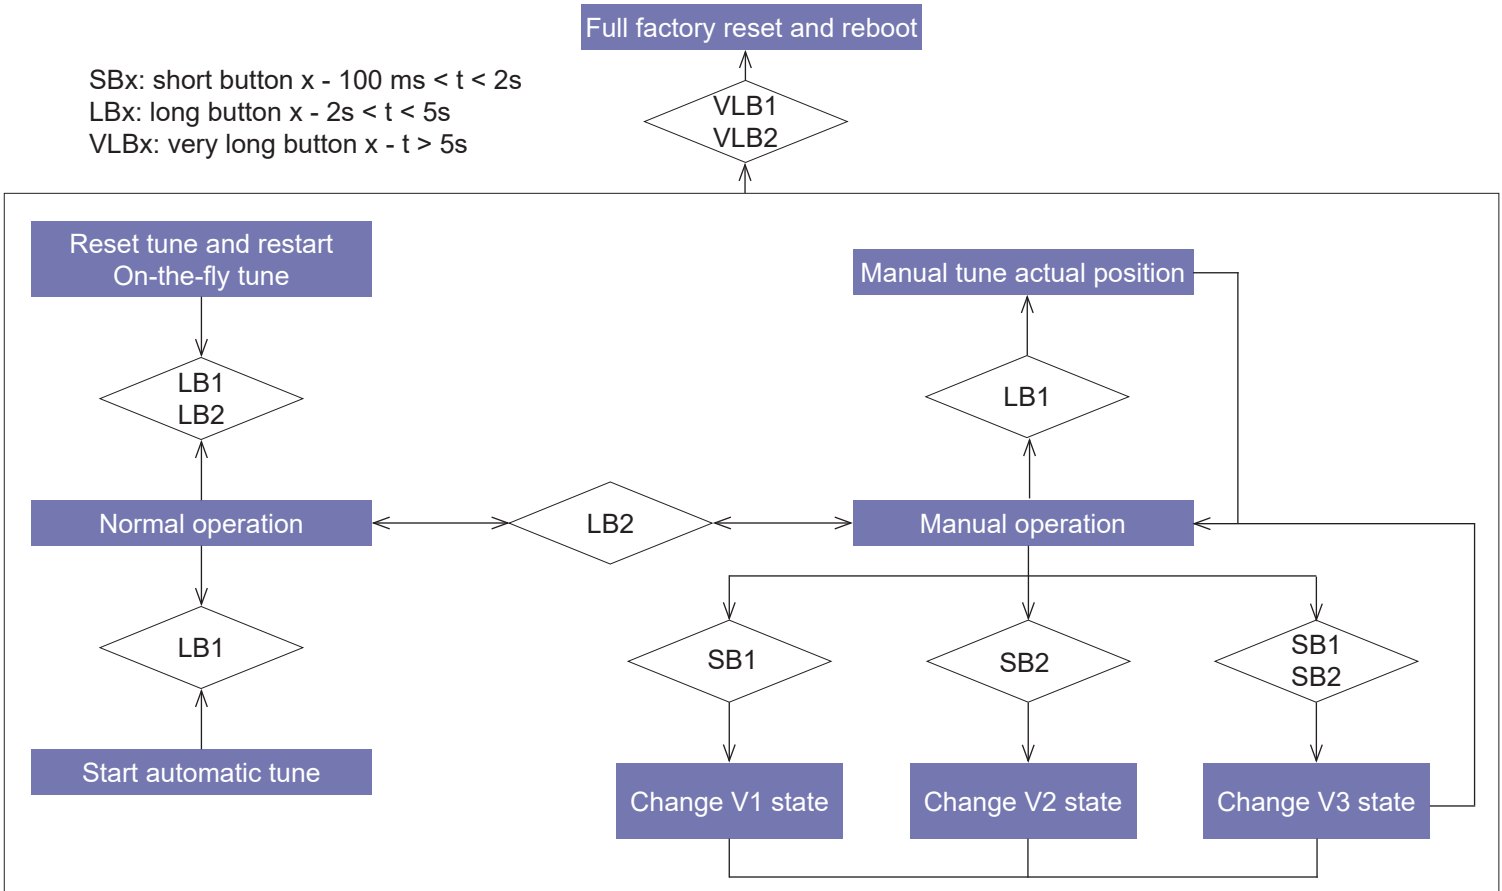 Full factory reset and reboot
SBx: short button x - 100 ms < t < 2s
LBx: long button x - 2s < t < 5s
VLBx: very long button x - t > 5s
VLB1
VLB2
Reset tune and restart
On-the-fly tune
Manual tune actual position
LB1
LB2
LB1
Normal operation
LB2
Manual operation
LB1
SB1
SB2
SB1
SB2
Start automatic tune
Change V1 state
Change V2 state
Change V3 state